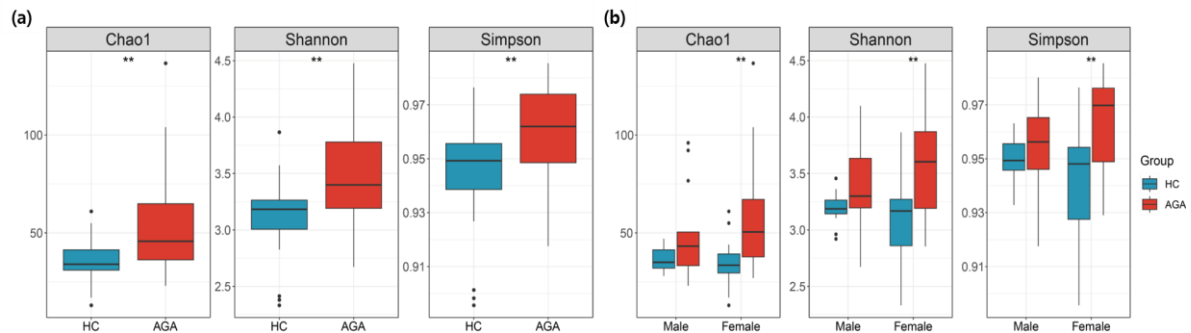 (a)
Chao1
Shannon
Simpson
**
**
**
100
50
4.5
4.0
3.5
3.0
2.5
0.97
0.95
0.93
0.91
HC
AGA
HC
AGA
HC
AGA
(b)
Chao1
Shannon
Simpson
**
**
**
100
50
4.5
4.0
3.5
3.0
2.5
0.97
0.95
0.93
0.91
Male
Female
Male
Female
Male
Female
Group
HC
AGA